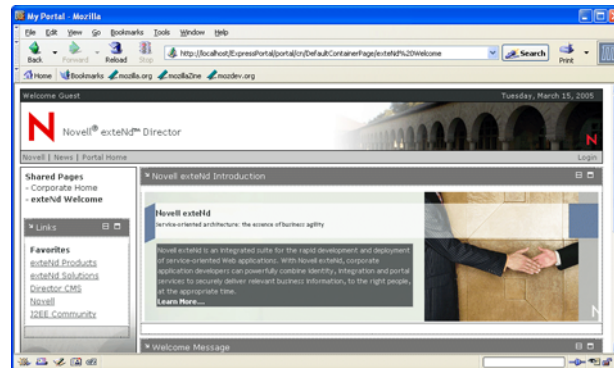 My Portal - Mozilla
File Edit View Go Bookmarks Tools Window Help
Back Forward Reload Stop http://localhost/ExpressPortal/portal/cn/DefaultContainerPage/exteNd%20Welcome Search Print
Home Bookmarks mozilla.org mozillaZine mozdev.org
Welcome Guest Tuesday, March 15, 2005
N Novell® exteNd™ Director N
Novell | News | Portal Home Login
Shared Pages
- Corporate Home
- exteNd Welcome
Links
Favorites
exteNd Products
exteNd Solutions
Director CMS
Novell
J2EE Community
Novell exteNd Introduction
Novell exteNd
Service-oriented architecture: the essence of business agility
Novell exteNd is an integrated suite for the rapid development and deployment
of service-oriented Web applications. With Novell exteNd, corporate
application developers can powerfully combine identity, integration and portal
services to securely deliver relevant business information, to the right people,
at the appropriate time.
Learn More...
N
Welcome Message